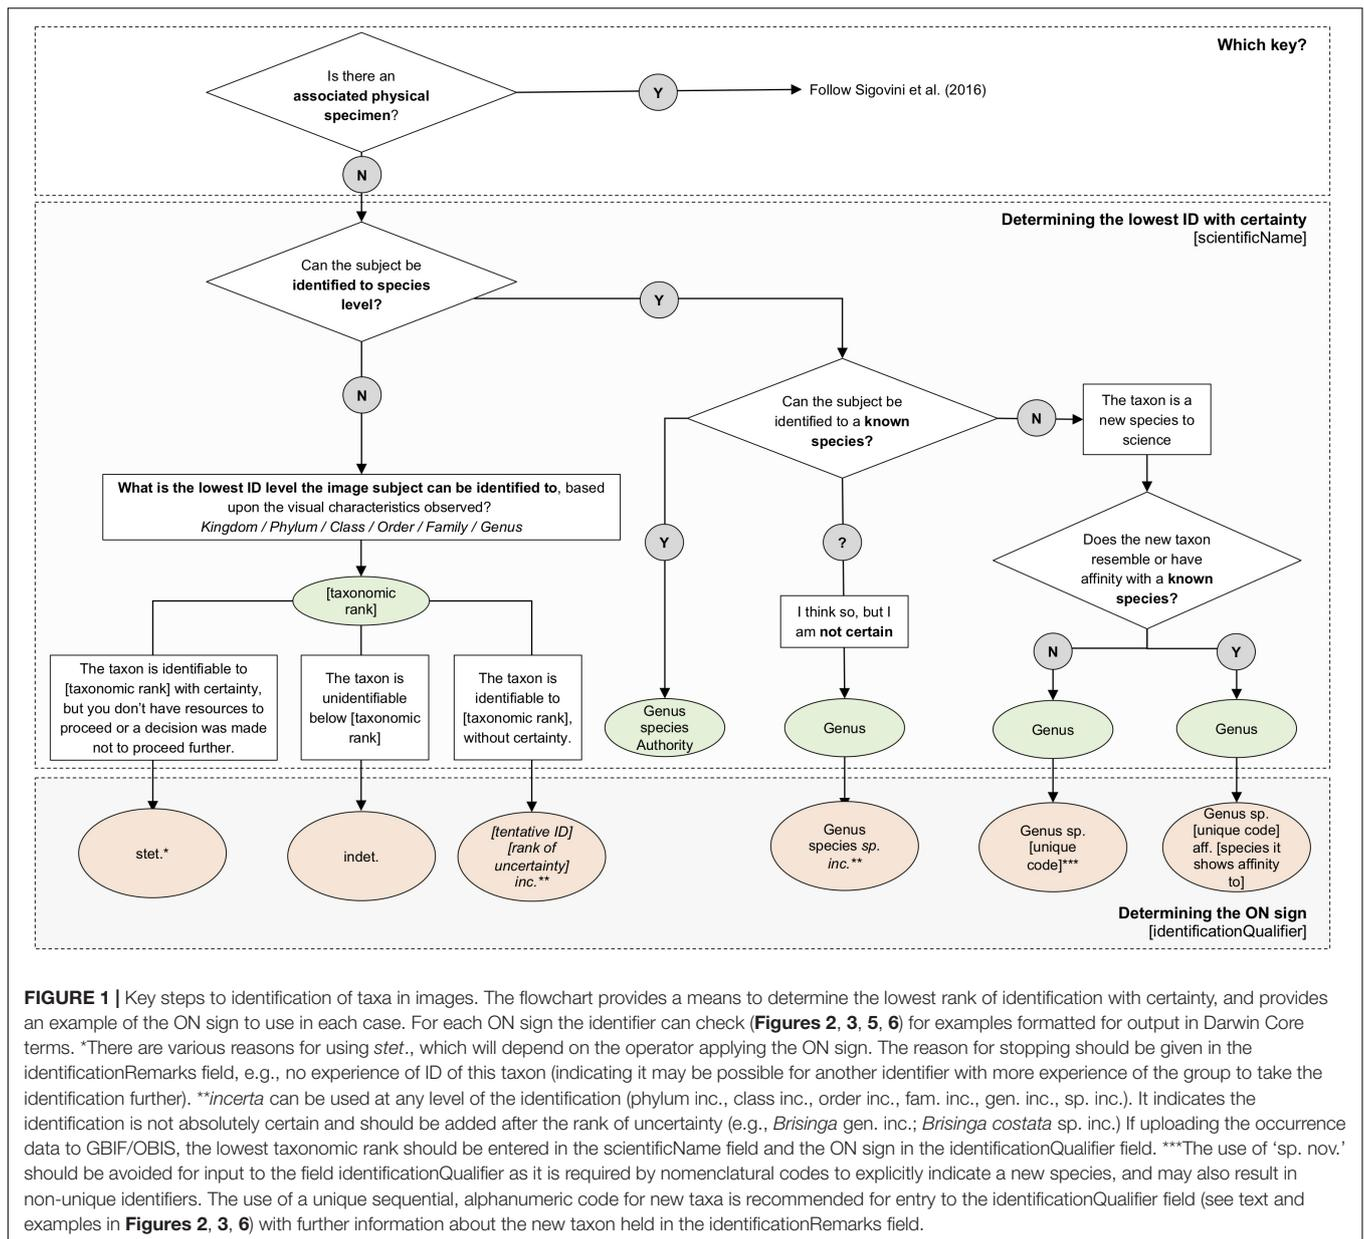 Which key?
Is there an
associated physical
specimen?
Y
Follow Sigovini et al. (2016)
N
Determining the lowest ID with certainty
[scientificName]
Can the subject be
identified to species
level?
Y
N
Can the subject be
identified to a known
species?
N
The taxon is a
new species to
science
What is the lowest ID level the image subject can be identified to, based
upon the visual characteristics observed?
Kingdom / Phylum / Class / Order / Family / Genus
Y
?
Does the new taxon
resemble or have
affinity with a known
species?
[taxonomic
rank]
I think so, but I
am not certain
N
Y
The taxon is identifiable to
[taxonomic rank] with certainty,
but you don't have resources to
proceed or a decision was made
not to proceed further.
The taxon is
unidentifiable
below [taxonomic
rank]
The taxon is
identifiable to
[taxonomic rank],
without certainty.
Genus
species
Authority
Genus
Genus
Genus
stet.*
indet.
[tentative ID]
[rank of
uncertainty]
inc.**
Genus
species sp.
inc.**
Genus sp.
[unique
code]***
Genus sp.
[unique code]
aff. [species it
shows affinity
to]
Determining the ON sign
[identificationQualifier]
FIGURE 1 | Key steps to identification of taxa in images. The flowchart provides a means to determine the lowest rank of identification with certainty, and provides
an example of the ON sign to use in each case. For each ON sign the identifier can check (Figures 2, 3, 5, 6) for examples formatted for output in Darwin Core
terms. *There are various reasons for using stet., which will depend on the operator applying the ON sign. The reason for stopping should be given in the
identificationRemarks field, e.g., no experience of ID of this taxon (indicating it may be possible for another identifier with more experience of the group to take the
identification further). **incerta can be used at any level of the identification (phylum inc., class inc., order inc., fam. inc., gen. inc., sp. inc.). It indicates the
identification is not absolutely certain and should be added after the rank of uncertainty (e.g., Brisinga gen. inc.; Brisinga costata sp. inc.) If uploading the occurrence
data to GBIF/OBIS, the lowest taxonomic rank should be entered in the scientificName field and the ON sign in the identificationQualifier field. ***The use of 'sp. nov.'
should be avoided for input to the field identificationQualifier as it is required by nomenclatural codes to explicitly indicate a new species, and may also result in
non-unique identifiers. The use of a unique sequential, alphanumeric code for new taxa is recommended for entry to the identificationQualifier field (see text and
examples in Figures 2, 3, 6) with further information about the new taxon held in the identificationRemarks field.